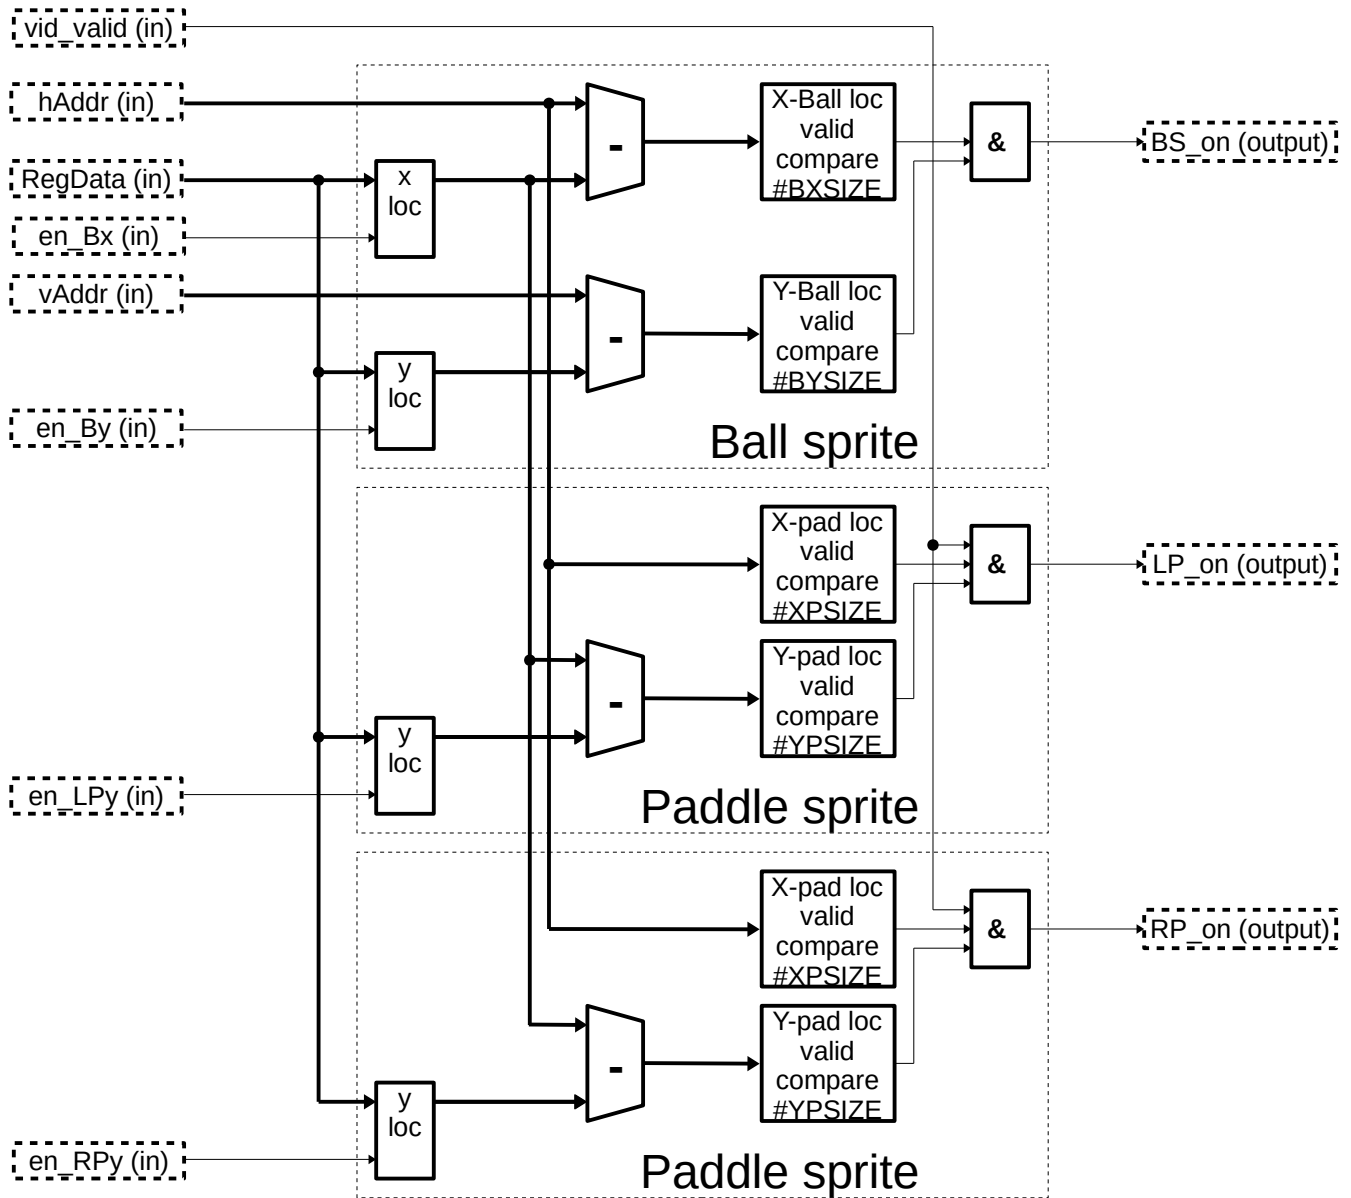 vid_valid (in)
hAddr (in)
RegData (in)
en_Bx (in)
vAddr (in)
en_By (in)
x
loc
y
loc
-
-
X-Ball loc
valid
compare
#BXSIZE
Y-Ball loc
valid
compare
#BYSIZE
&
BS_on (output)
Ball sprite
X-pad loc
valid
compare
#XPSIZE
Y-pad loc
valid
compare
#YPSIZE
-
&
LP_on (output)
y
loc
en_LPy (in)
Paddle sprite
X-pad loc
valid
compare
#XPSIZE
Y-pad loc
valid
compare
#YPSIZE
-
&
RP_on (output)
y
loc
en_RPy (in)
Paddle sprite